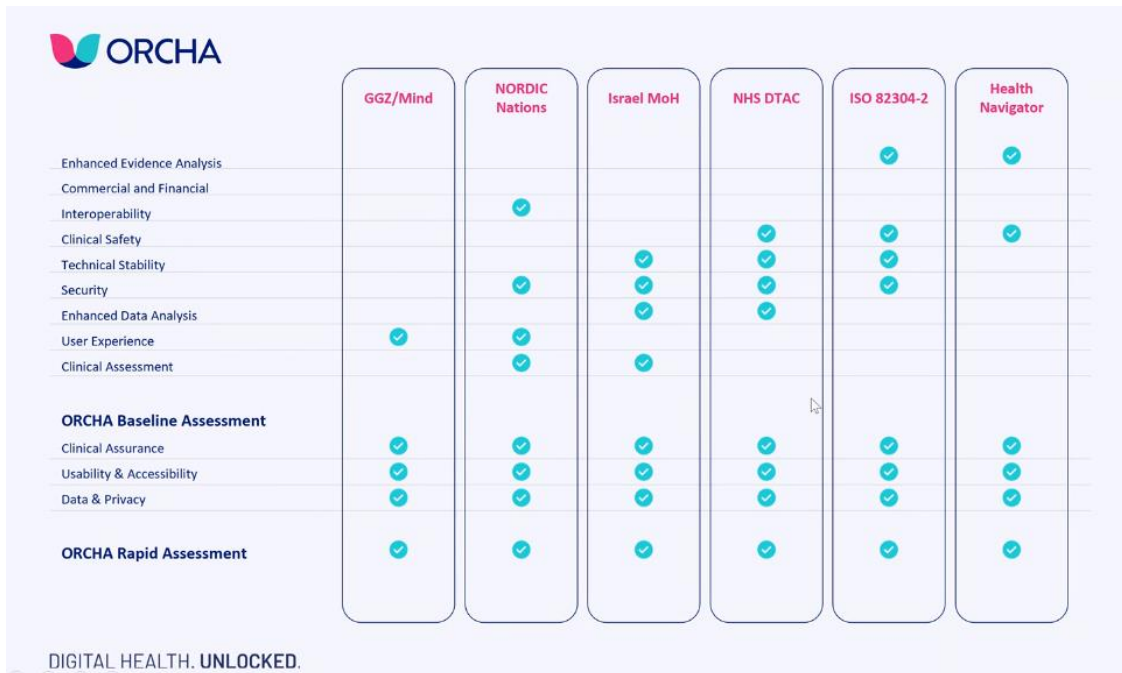 ORCHA
GGZ/Mind
NORDIC
Nations
Israel MoH
NHS DTAC
ISO 82304-2
Health
Navigator
Enhanced Evidence Analysis
Commercial and Financial
Interoperability
Clinical Safety
Technical Stability
Security
Enhanced Data Analysis
User Experience
Clinical Assessment
ORCHA Baseline Assessment
Clinical Assurance
Usability & Accessibility
Data & Privacy
ORCHA Rapid Assessment
DIGITAL HEALTH. UNLOCKED.